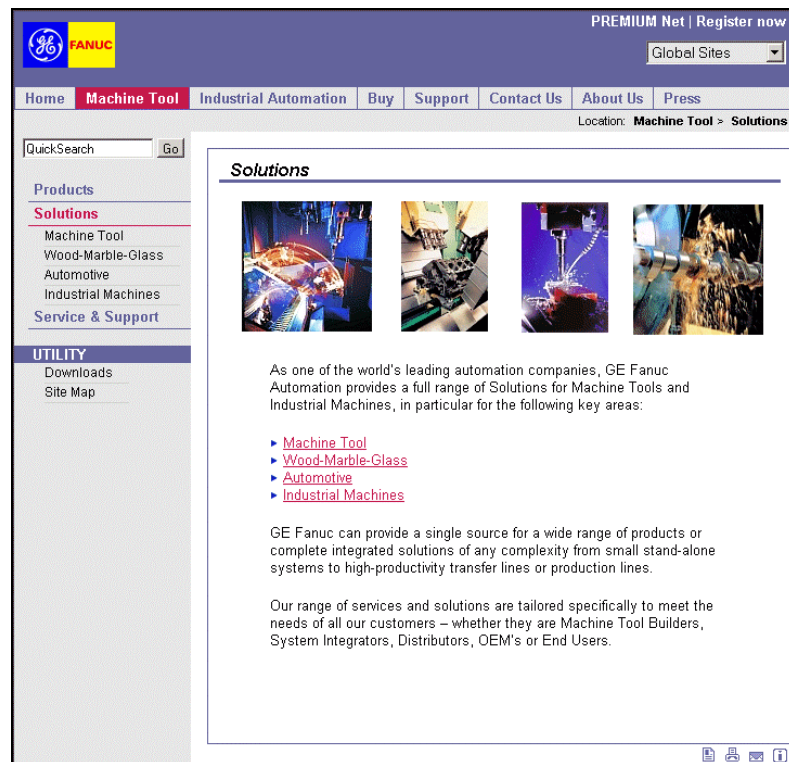 PREMIUM Net | Register now
GE FANUC
Global Sites
Home Machine Tool Industrial Automation Buy Support Contact Us About Us Press
Location: Machine Tool > Solutions
QuickSearch Go
Products
Solutions
Machine Tool
Wood-Marble-Glass
Automotive
Industrial Machines
Service & Support
UTILITY
Downloads
Site Map
Solutions
As one of the world's leading automation companies, GE Fanuc
Automation provides a full range of Solutions for Machine Tools and
Industrial Machines, in particular for the following key areas:
Machine Tool
Wood-Marble-Glass
Automotive
Industrial Machines
GE Fanuc can provide a single source for a wide range of products or
complete integrated solutions of any complexity from small stand-alone
systems to high-productivity transfer lines or production lines.
Our range of services and solutions are tailored specifically to meet the
needs of all our customers – whether they are Machine Tool Builders,
System Integrators, Distributors, OEM's or End Users.